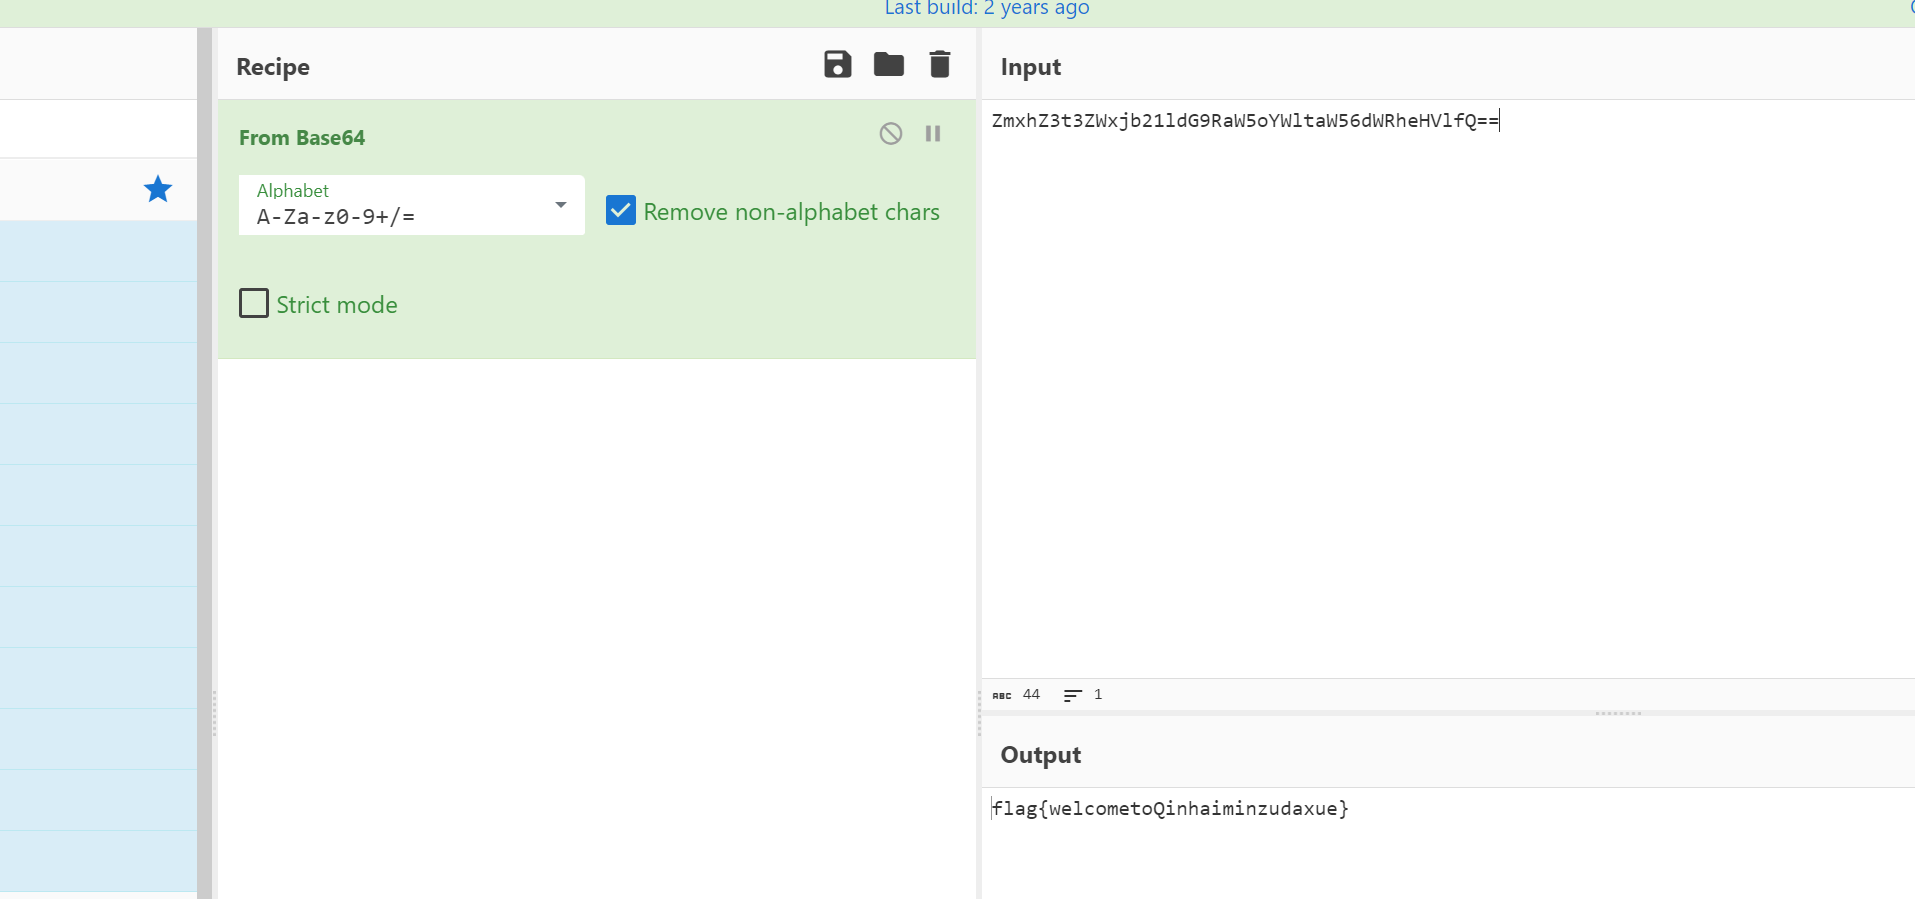 Last build: 2 years ago
Recipe
From Base64
Alphabet
A-Za-z0-9+/=
Remove non-alphabet chars
Strict mode
Input
ZmxhZ3t3ZWxjb21ldG9RaW5oYWltaW56dWRheHVlfQ==
ABC 44 1
Output
flag{welcometoQinhaiminzudaxue}